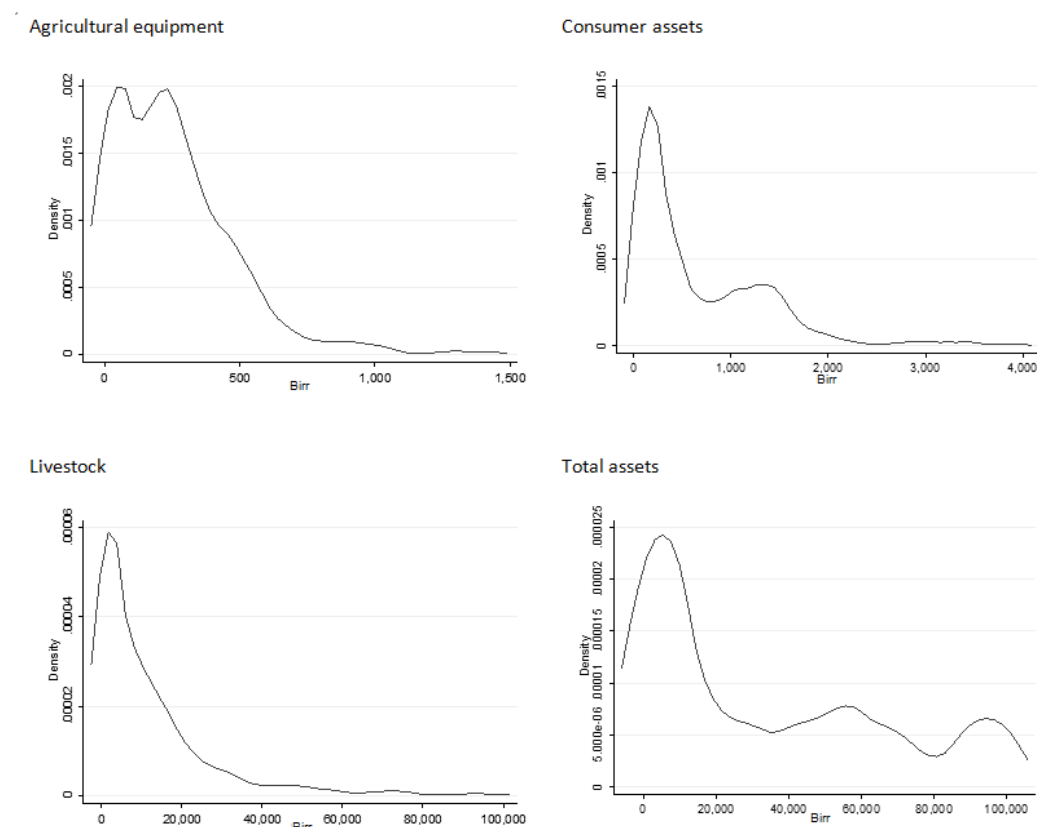 Agricultural equipment
Consumer assets
Density
0 .0005 .001 .0015 .002
0 500 1,000 1,500
Birr
Density
0 .0005 .001 .0015
0 1,000 2,000 3,000 4,000
Birr
Livestock
Total assets
Density
0 .00002 .00004 .00006
0 20,000 40,000 60,000 80,000 100,000
Birr
Density
0 5.000e-06 .00001 .000015 .00002 .000025
0 20,000 40,000 60,000 80,000 100,000
Birr